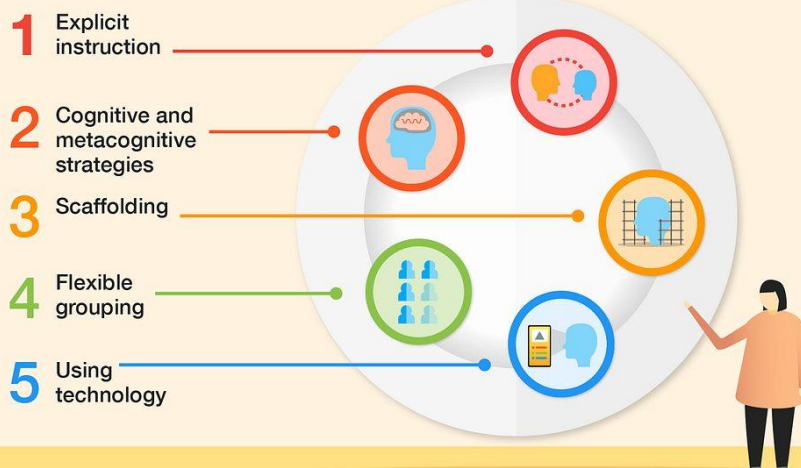 1 Explicit
instruction
2 Cognitive and
metacognitive
strategies
3 Scaffolding
4 Flexible
grouping
5 Using
technology